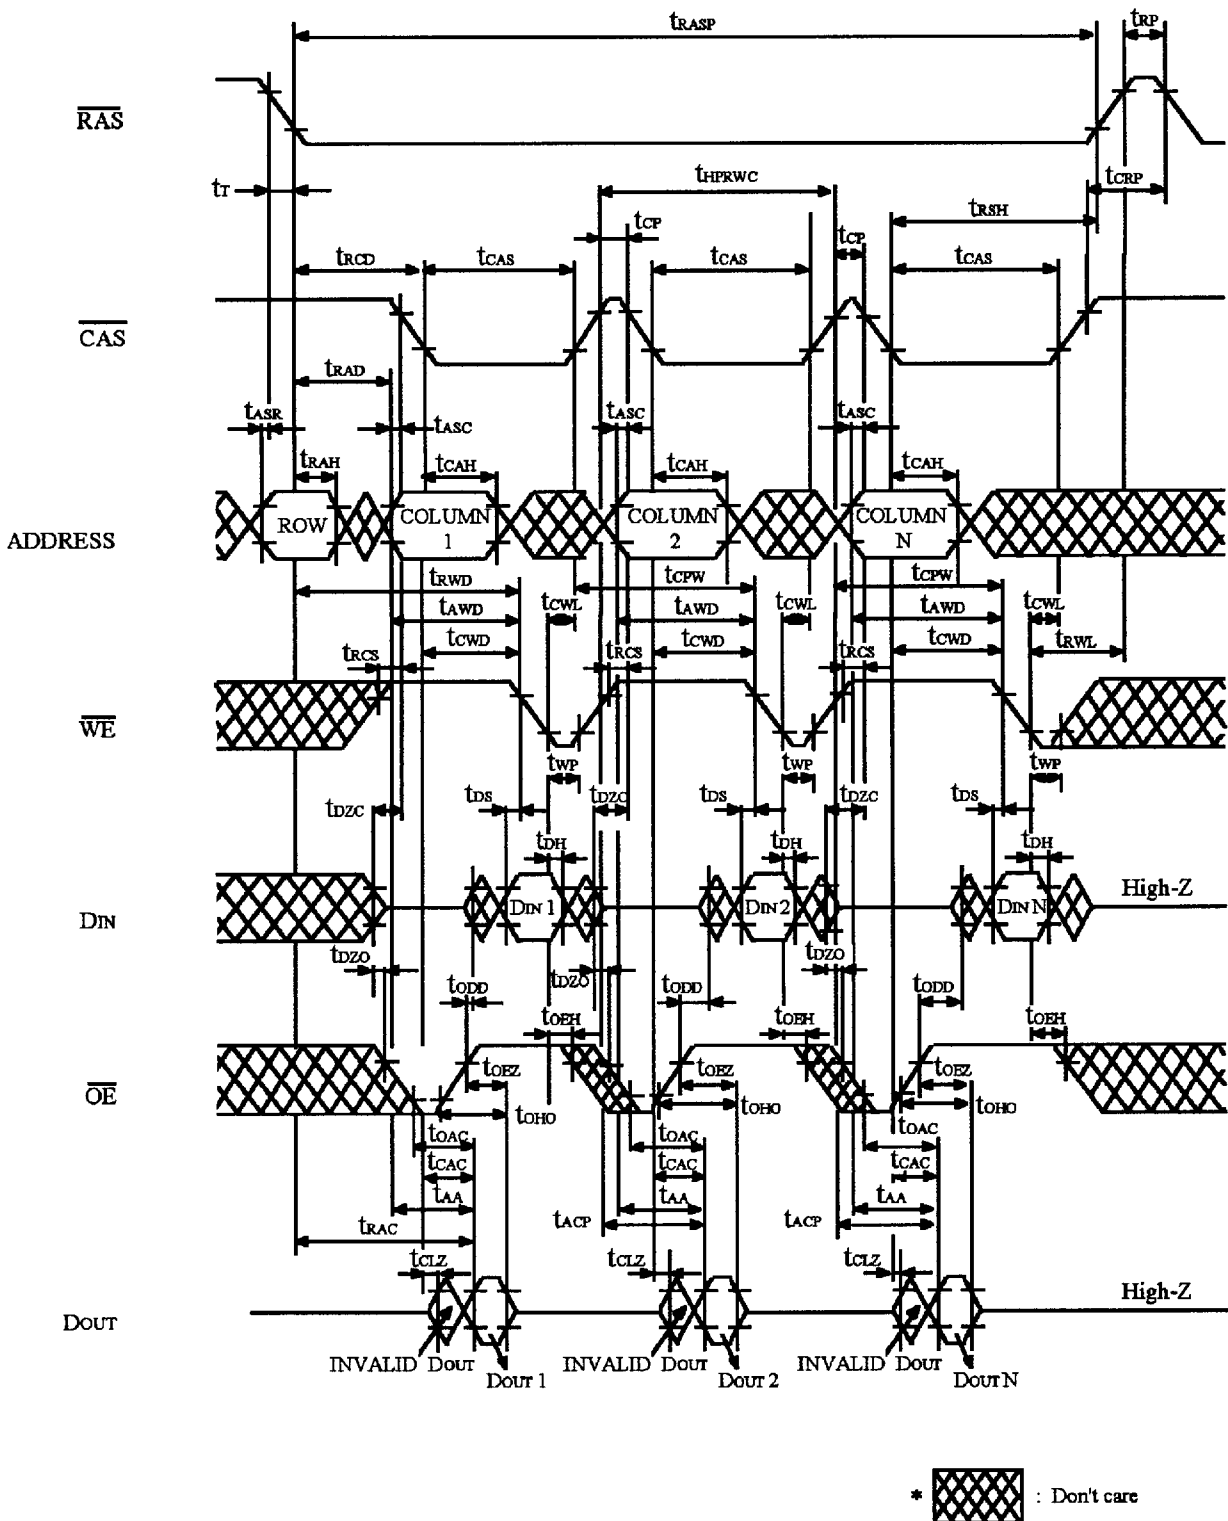 tRASP
tRP
RAS
tT
tHPRWC
tCRP
tRSH
tCP
tCP
tRCD
tCAS
tCAS
tCAS
CAS
tRAD
tASR
tASC
tASC
tASC
tRAH
tCAH
tCAH
tCAH
ADDRESS
ROW
COLUMN
1
COLUMN
2
COLUMN
N
tRWD
tCPW
tCPW
tCWL
tCWL
tCWL
tAWD
tAWD
tAWD
tCWD
tCWD
tCWD
tRCS
tRCS
tRCS
tRWL
WE
tWP
tWP
tWP
tDZC
tDS
tDZC
tDS
tDZC
tDS
tDH
tDH
tDH
DIN
DIN 1
DIN 2
DIN N
High-Z
tDZO
tDZO
tDZO
tODD
tODD
tODD
tOEH
tOEH
tOEH
OE
tOEZ
tOEZ
tOEZ
tOHO
tOHO
tOHO
tOAC
tOAC
tOAC
tCAC
tCAC
tCAC
tAA
tAA
tAA
tRAC
tACP
tACP
tCLZ
tCLZ
tCLZ
High-Z
DOUT
INVALID DOUT
INVALID DOUT
INVALID DOUT
DOUT 1
DOUT 2
DOUT N
* : Don't care